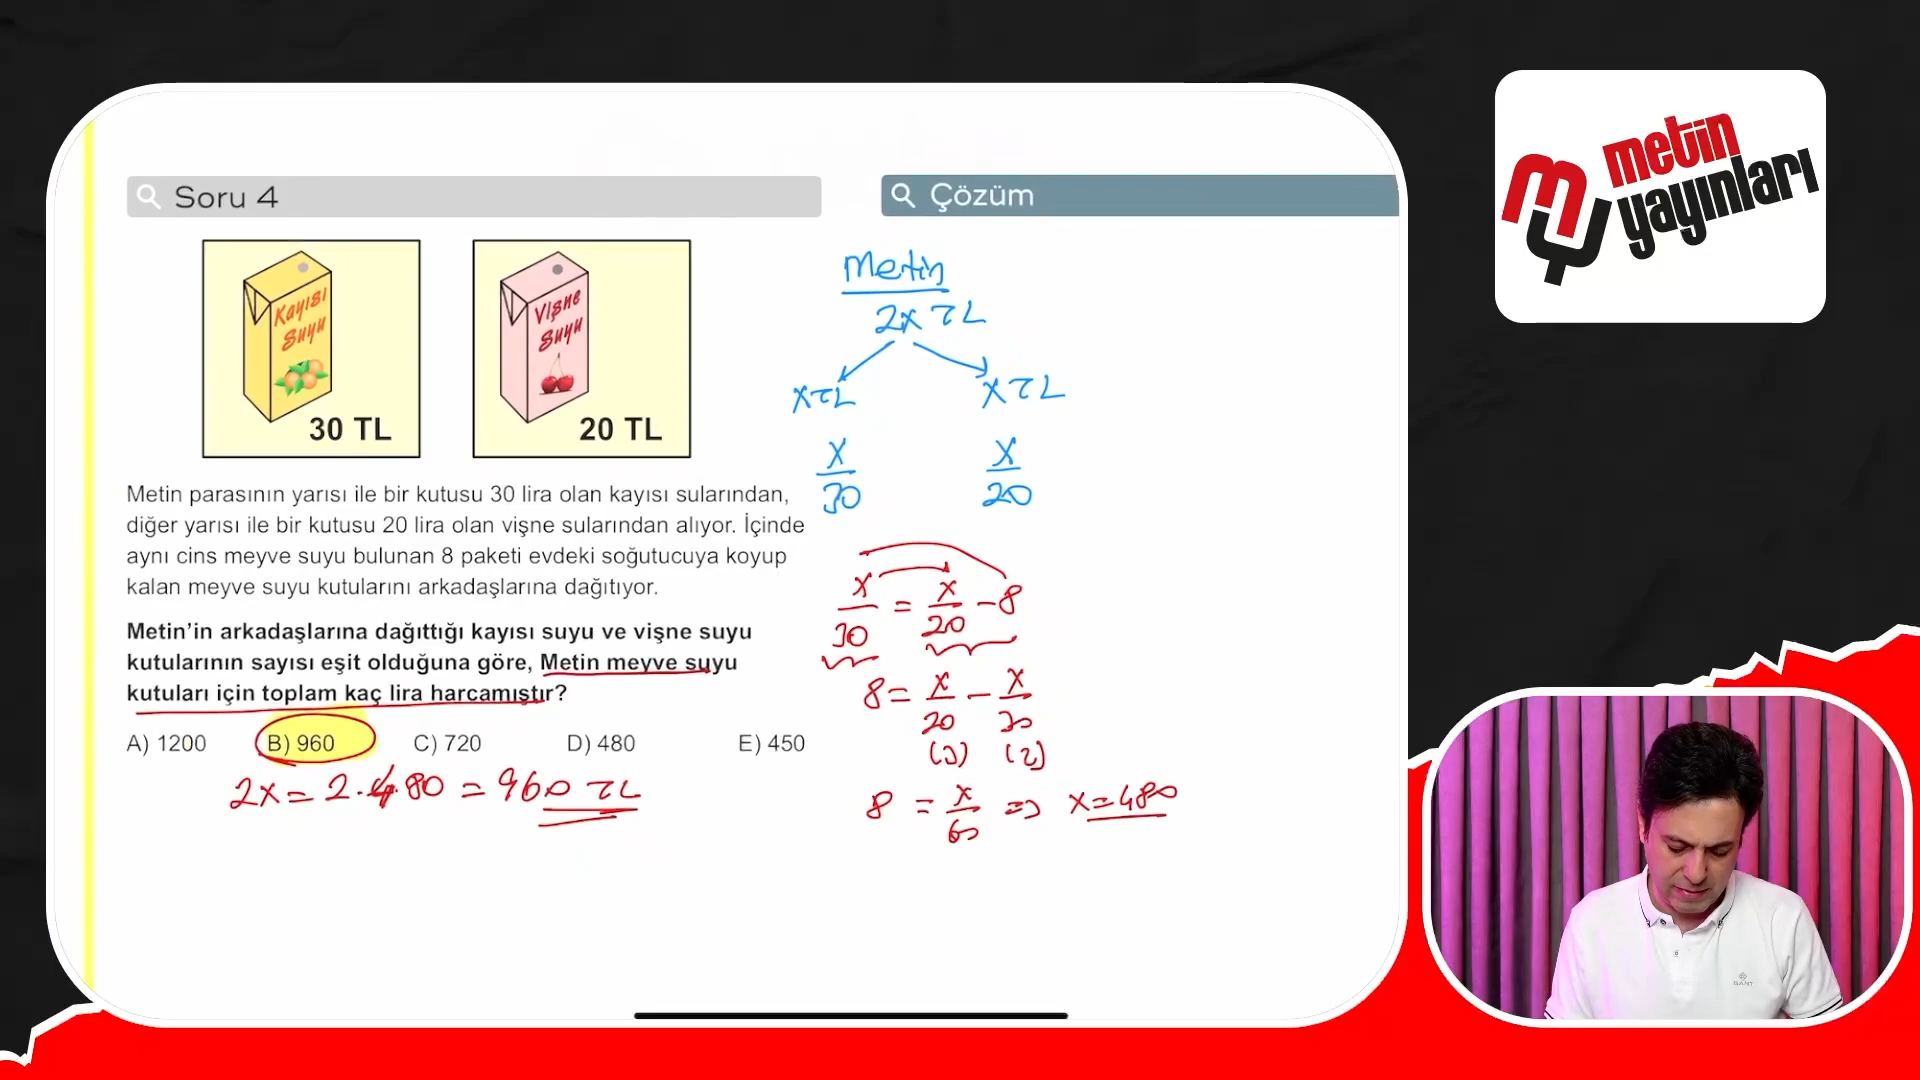 Soru 4
Çözüm
metin
yayınları
Kayısı
Suyu
30 TL
Vişne
Suyu
20 TL
Metin parasının yarısı ile bir kutusu 30 lira olan kayısı sularından,
diğer yarısı ile bir kutusu 20 lira olan vişne sularından alıyor. İçinde
aynı cins meyve suyu bulunan 8 paketi evdeki soğutucuya koyup
kalan meyve suyu kutularını arkadaşlarına dağıtıyor.
Metin’in arkadaşlarına dağıttığı kayısı suyu ve vişne suyu
kutularının sayısı eşit olduğuna göre, Metin meyve suyu
kutuları için toplam kaç lira harcamıştır?
A) 1200 B) 960 C) 720 D) 480 E) 450
2x = 2.480 = 960 TL
Metin
2x TL
x TL x TL
x/30 x/20
x/30 = x/20 - 8
8 = x/20 - x/30
(3) (2)
8 = x/60 => x = 480
GANT